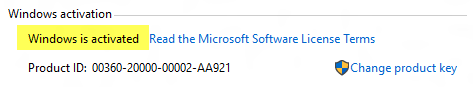 Windows activation
Windows is activated Read the Microsoft Software License Terms
Product ID: 00360-20000-00002-AA921 Change product key